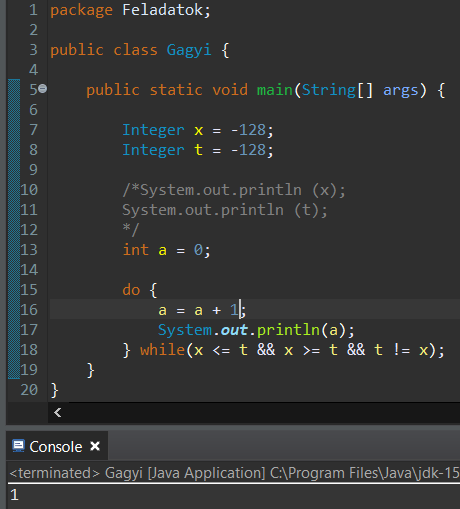 1 package Feladatok;
2
3 public class Gagyi {
4
5 public static void main(String[] args) {
6
7 Integer x = -128;
8 Integer t = -128;
9
10 /*System.out.println (x);
11 System.out.println (t);
12 */
13 int a = 0;
14
15 do {
16 a = a + 1;
17 System.out.println(a);
18 } while(x <= t && x >= t && t != x);
19 }
20 }
<
Console ×
<terminated> Gagyi [Java Application] C:\Program Files\Java\jdk-15
1